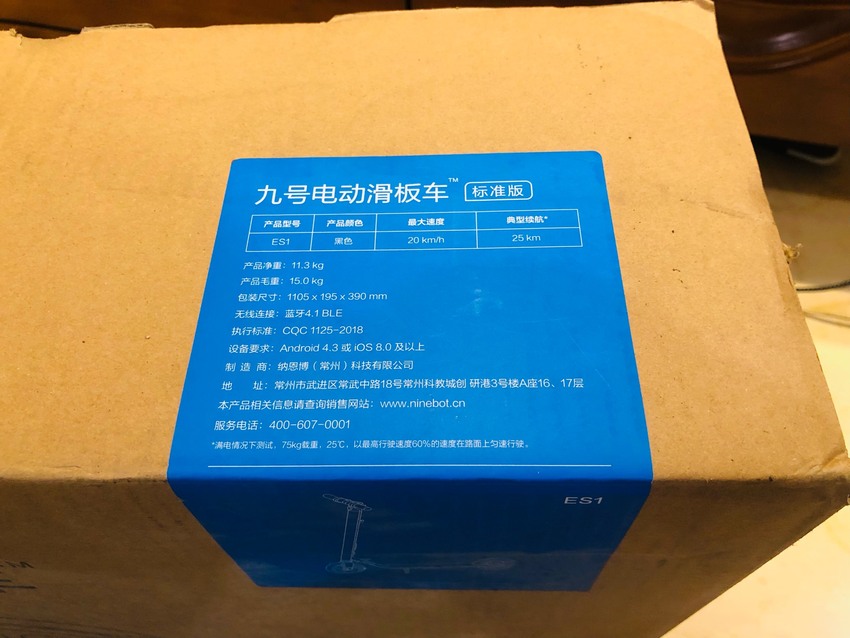 九号电动滑板车™ 标准版
产品型号 产品颜色 最大速度 典型续航*
ES1 黑色 20 km/h 25 km
产品净重：11.3 kg
产品毛重：15.0 kg
包装尺寸：1105 x 195 x 390 mm
无线连接：蓝牙4.1 BLE
执行标准：CQC 1125-2018
设备要求：Android 4.3 或 iOS 8.0 及以上
制 造 商：纳恩博（常州）科技有限公司
地 址：常州市武进区常武中路18号常州科教城创 研港3号楼A座16、17层
本产品相关信息请查询销售网站：www.ninebot.cn
服务电话：400-607-0001
*满电情况下测试，75kg载重，25℃，以最高行驶速度60%的速度在路面上匀速行驶。
ES1